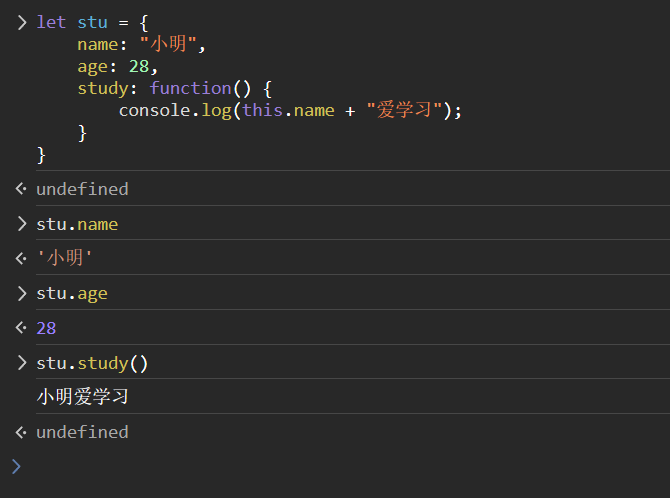 let stu = {
    name: "小明",
    age: 28,
    study: function() {
        console.log(this.name + "爱学习");
    }
}
undefined
stu.name
'小明'
stu.age
28
stu.study()
小明爱学习
undefined